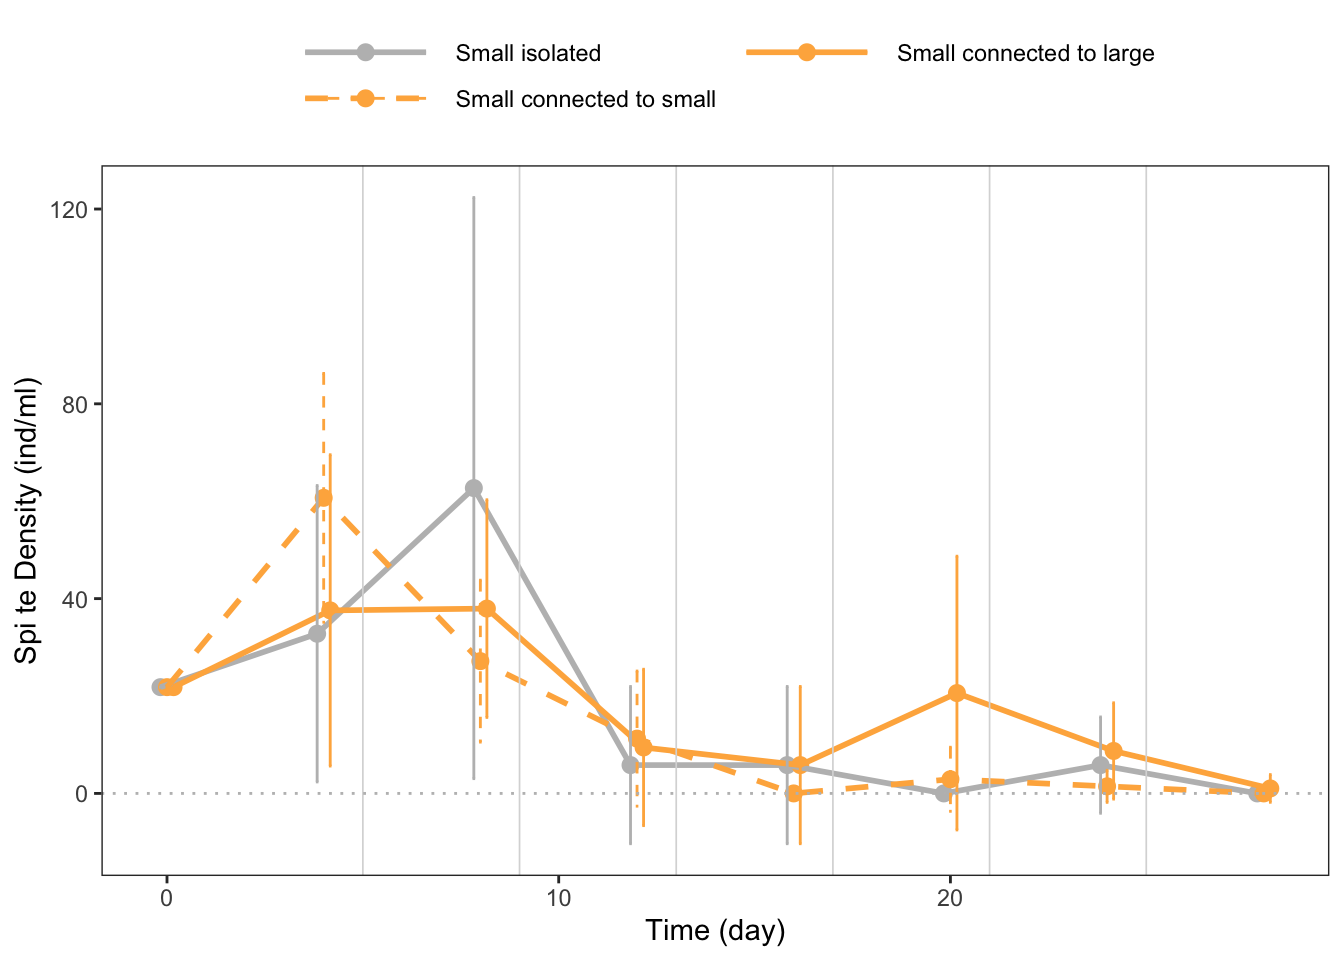 Small isolated
Small connected to large
Small connected to small
120
80
40
0
Spi te Density (ind/ml)
0
10
20
Time (day)